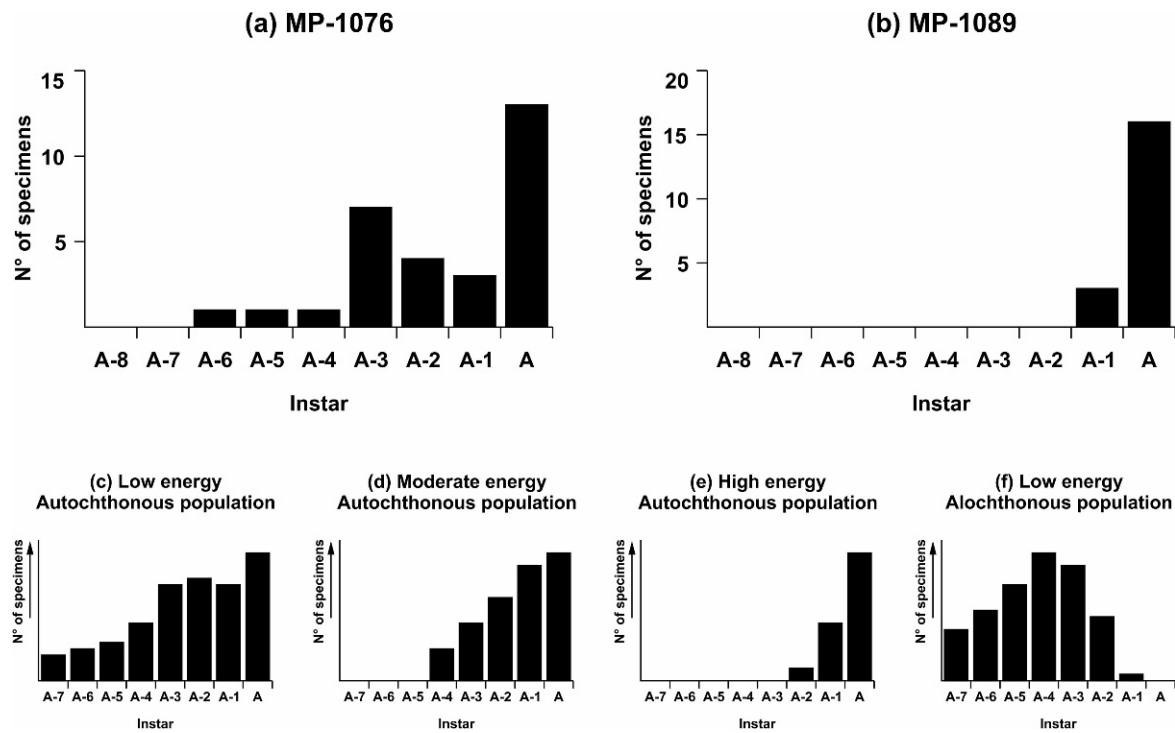 (a) MP-1076
15
10
5
N° of specimens
A-8 A-7 A-6 A-5 A-4 A-3 A-2 A-1 A
Instar
(b) MP-1089
20
15
10
5
N° of specimens
A-8 A-7 A-6 A-5 A-4 A-3 A-2 A-1 A
Instar
(c) Low energy
Autochthonous population
N° of specimens
A-7 A-6 A-5 A-4 A-3 A-2 A-1 A
Instar
(d) Moderate energy
Autochthonous population
N° of specimens
A-7 A-6 A-5 A-4 A-3 A-2 A-1 A
Instar
(e) High energy
Autochthonous population
N° of specimens
A-7 A-6 A-5 A-4 A-3 A-2 A-1 A
Instar
(f) Low energy
Alochthonous population
N° of specimens
A-7 A-6 A-5 A-4 A-3 A-2 A-1 A
Instar